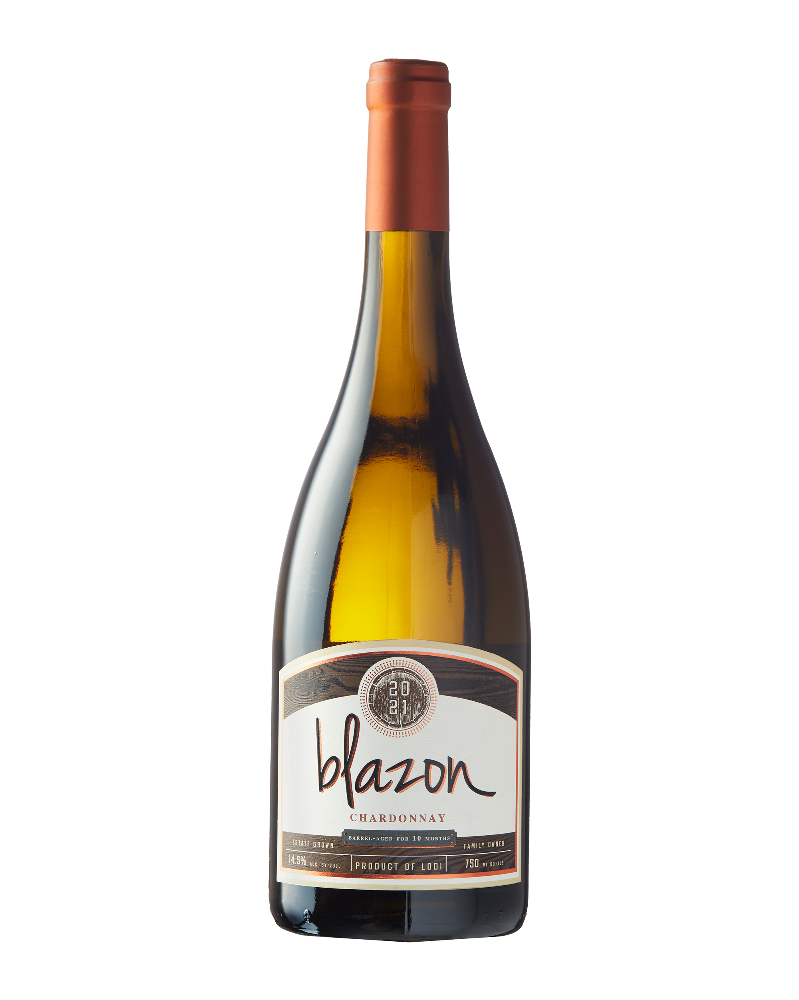 20
21
blazon
CHARDONNAY
BARREL-AGED FOR 10 MONTHS
ESTATE GROWN
FAMILY OWNED
14.5% ALC. BY VOL.
PRODUCT OF LODI
750 ML BOTTLE